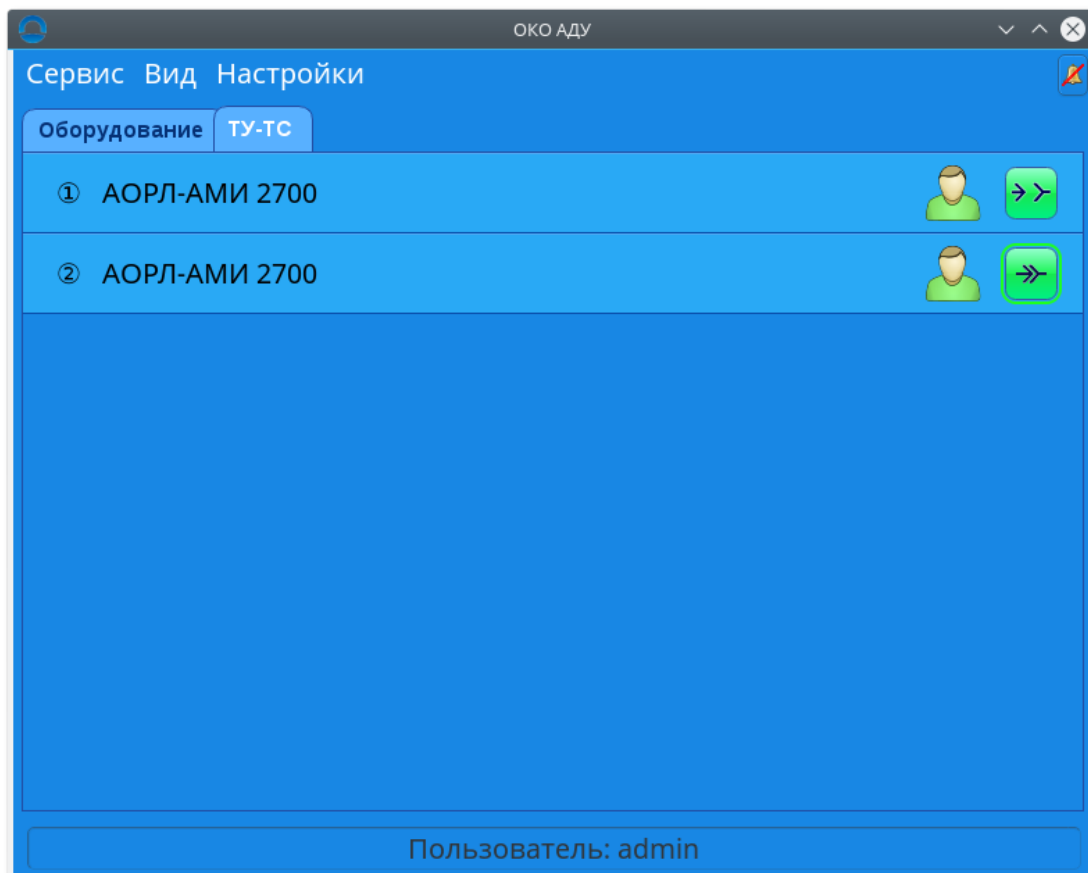 ОКО АДУ
Сервис Вид Настройки
Оборудование ТУ-ТС
① АОРЛ-АМИ 2700
② АОРЛ-АМИ 2700
Пользователь: admin